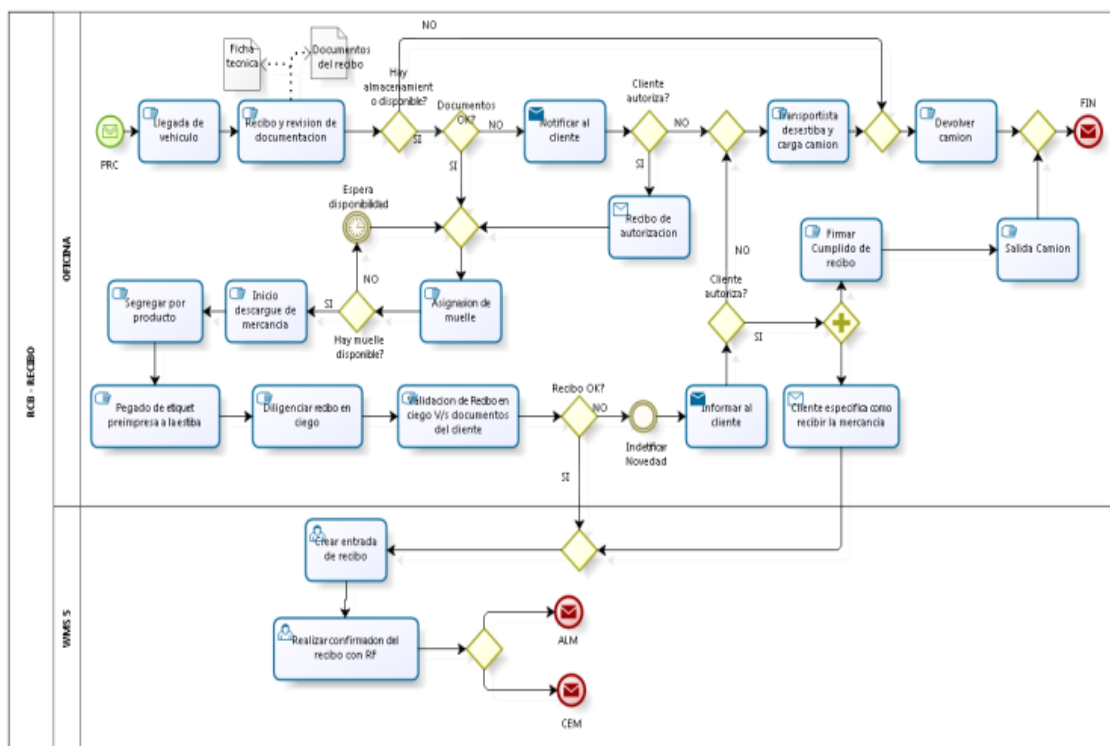 RCB - RECIBO
OFICINA
WMS 5
PRC
Llegada de
vehiculo
Recibo y revision de
documentacion
Ficha
tecnica
Documentos
del recibo
Hay
almacenamient
o disponible?
NO
SI
Documentos
OK?
NO
SI
Notificar al
cliente
Cliente
autoriza?
NO
SI
Transportista
desestiba y
carga camion
Devolver
camion
FIN
Recibo de
autorizacion
Espera
disponibilidad
NO
SI
Hay muelle
disponible?
Asignasion de
muelle
Inicio
descargue de
mercancia
Segregar por
producto
Firmar
Cumplido de
recibo
Salida Camion
Cliente
autoriza?
NO
SI
Pegado de etiquet
preimpresa a la estiba
Diligenciar recibo en
ciego
Validacion de Recibo en
ciego V/s documentos
del cliente
Recibo OK?
NO
SI
Indetificar
Novedad
Informar al
cliente
Cliente especifica como
recibir la mercancia
Crear entrada
de recibo
Realizar confirmacion del
recibo con RF
ALM
CEM